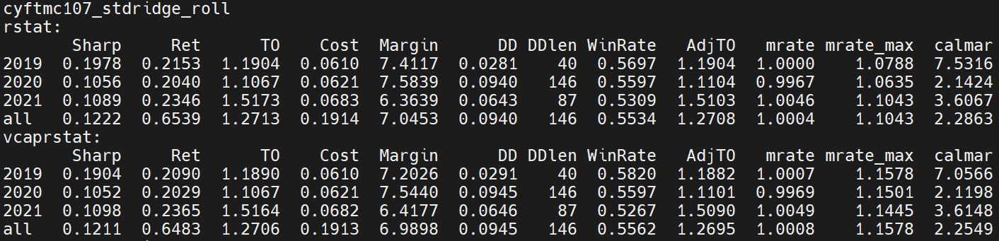 cyftmc107_stdridge_roll
rstat:
Sharp Ret TO Cost Margin DD DDlen WinRate AdjTO mrate mrate_max calmar
2019 0.1978 0.2153 1.1904 0.0610 7.4117 0.0281 40 0.5697 1.1904 1.0000 1.0788 7.5316
2020 0.1056 0.2040 1.1067 0.0621 7.5839 0.0940 146 0.5597 1.1104 0.9967 1.0635 2.1424
2021 0.1089 0.2346 1.5173 0.0683 6.3639 0.0643 87 0.5309 1.5103 1.0046 1.1043 3.6067
all 0.1222 0.6539 1.2713 0.1914 7.0453 0.0940 146 0.5534 1.2708 1.0004 1.1043 2.2863
vcaprstat:
Sharp Ret TO Cost Margin DD DDlen WinRate AdjTO mrate mrate_max calmar
2019 0.1904 0.2090 1.1890 0.0610 7.2026 0.0291 40 0.5820 1.1882 1.0007 1.1578 7.0566
2020 0.1052 0.2029 1.1067 0.0621 7.5440 0.0945 146 0.5597 1.1101 0.9969 1.1501 2.1198
2021 0.1098 0.2365 1.5164 0.0682 6.4177 0.0646 87 0.5267 1.5090 1.0049 1.1445 3.6148
all 0.1211 0.6483 1.2706 0.1913 6.9898 0.0945 146 0.5562 1.2695 1.0008 1.1578 2.2549